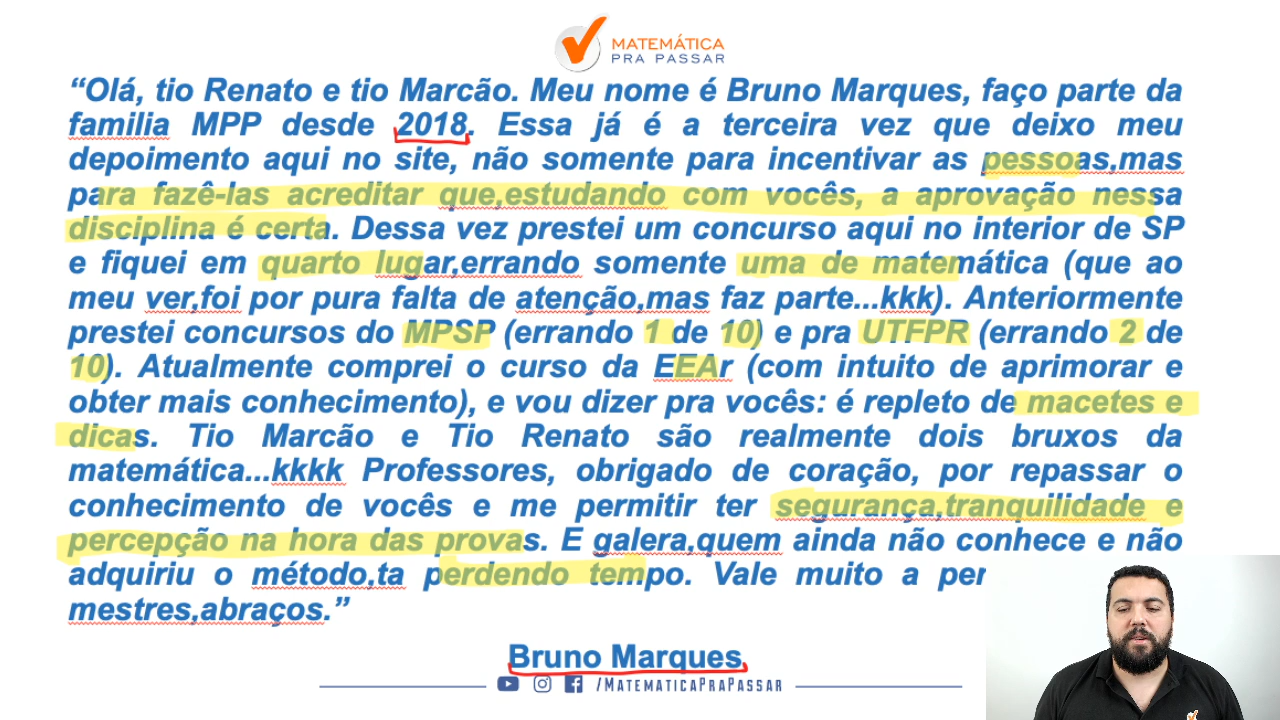 MATEMÁTICA
PRA PASSAR
“Olá, tio Renato e tio Marcão. Meu nome é Bruno Marques, faço parte da
familia MPP desde 2018. Essa já é a terceira vez que deixo meu
depoimento aqui no site, não somente para incentivar as pessoas,mas
para fazê-las acreditar que,estudando com vocês, a aprovação nessa
disciplina é certa. Dessa vez prestei um concurso aqui no interior de SP
e fiquei em quarto lugar,errando somente uma de matemática (que ao
meu ver,foi por pura falta de atenção,mas faz parte...kkk). Anteriormente
prestei concursos do MPSP (errando 1 de 10) e pra UTFPR (errando 2 de
10). Atualmente comprei o curso da EEAr (com intuito de aprimorar e
obter mais conhecimento), e vou dizer pra vocês: é repleto de macetes e
dicas. Tio Marcão e Tio Renato são realmente dois bruxos da
matemática...kkkk Professores, obrigado de coração, por repassar o
conhecimento de vocês e me permitir ter segurança,tranquilidade e
percepção na hora das provas. E galera,quem ainda não conhece e não
adquiriu o método,ta perdendo tempo. Vale muito a
mestres,abraços.”
Bruno Marques
/MATEMATICAPRAPASSAR